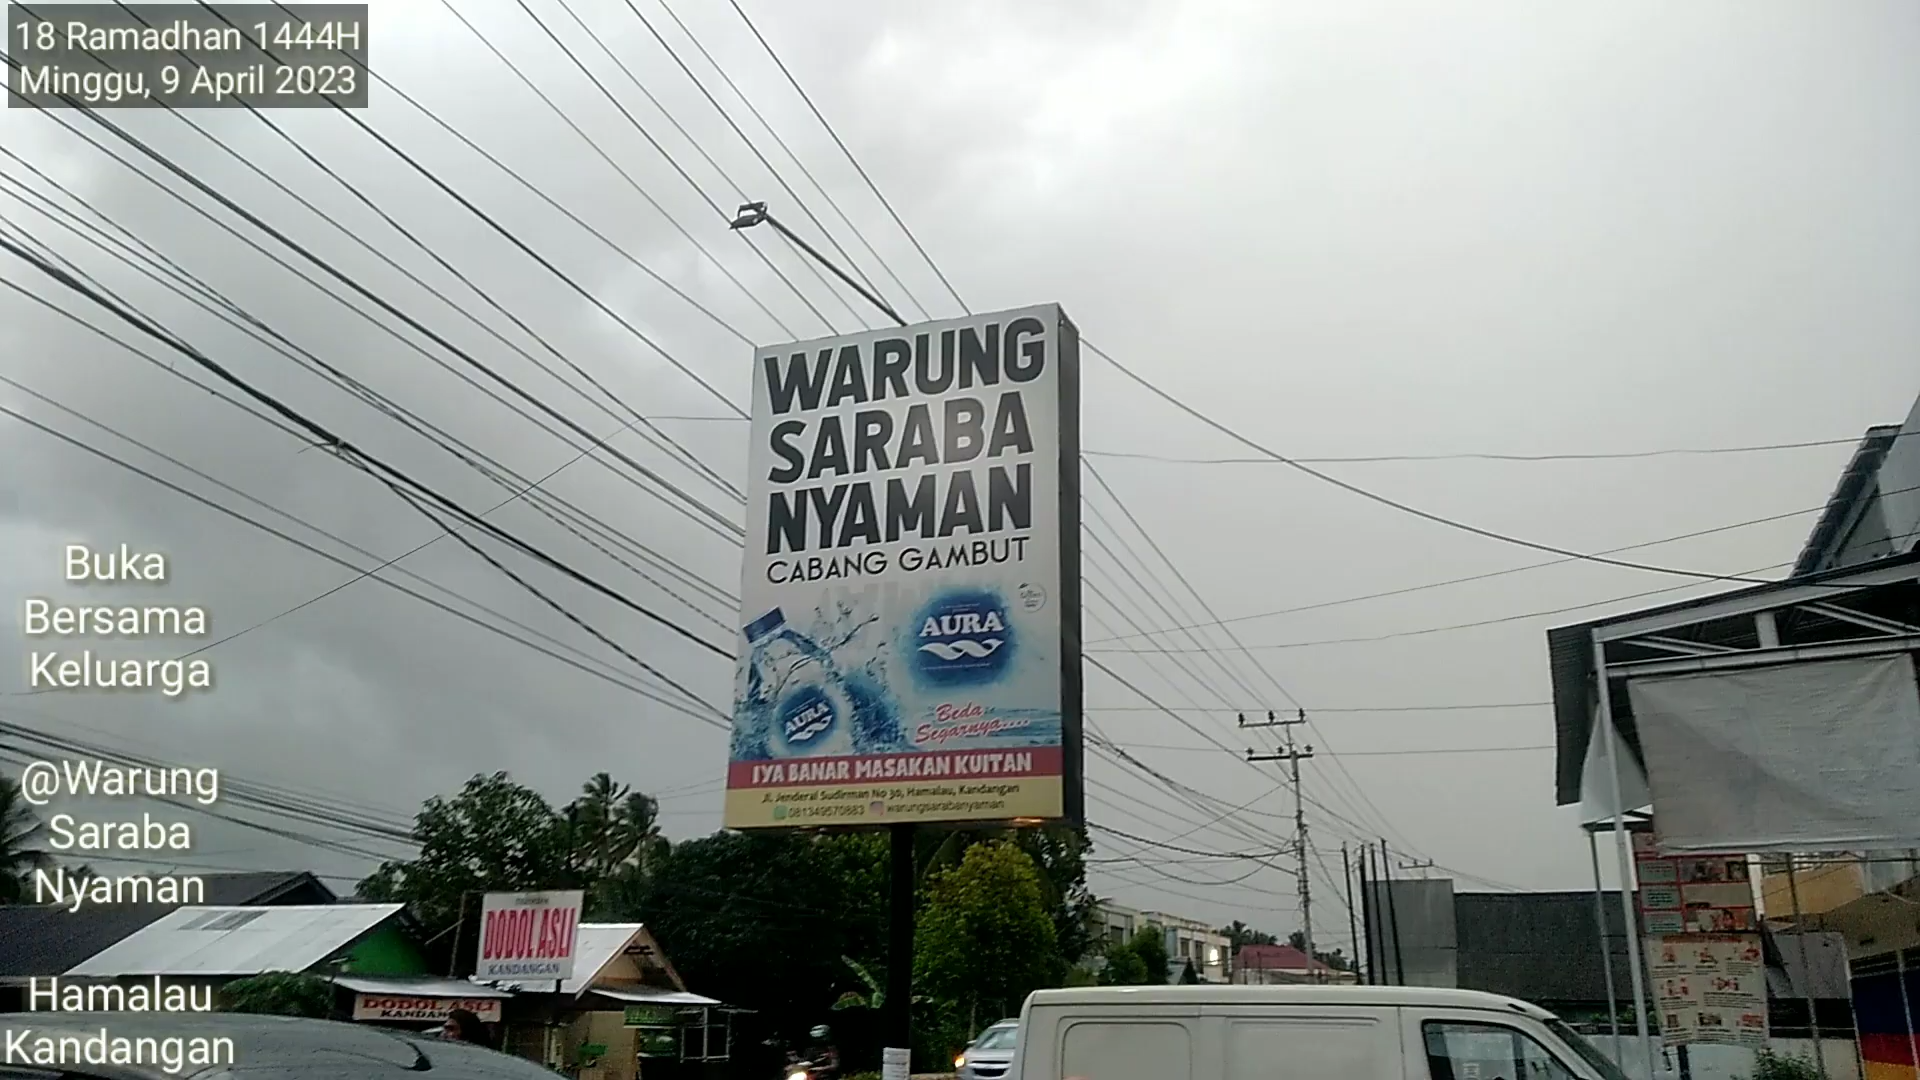 18 Ramadhan 1444H
Minggu, 9 April 2023
WARUNG
SARABA
NYAMAN
CABANG GAMBUT
AURA
AURA
Beda
Segarnya....
IYA BANAR MASAKAN KUITAN
Jl. Jenderal Sudirman No 30, Hamalau, Kandangan
081349570883 warungsarabanyaman
Buka
Bersama
Keluarga
@Warung
Saraba
Nyaman
Hamalau
Kandangan
DODOL ASLI
KANDANGAN
DODOL ASLI
KANDANGAN